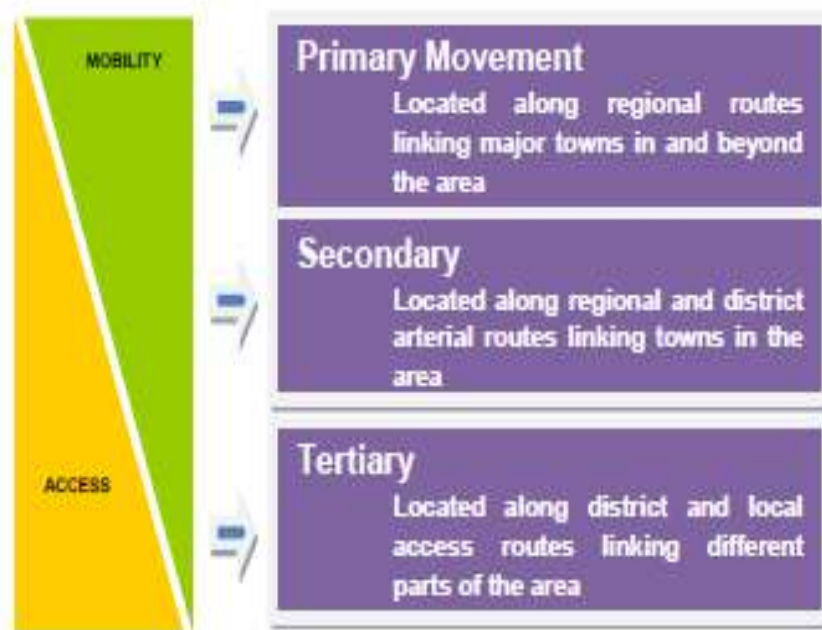 MOBILITY
Primary Movement
Located along regional routes
linking major towns in and beyond
the area
Secondary
Located along regional and district
arterial routes linking towns in the
area
ACCESS
Tertiary
Located along district and local
access routes linking different
parts of the area